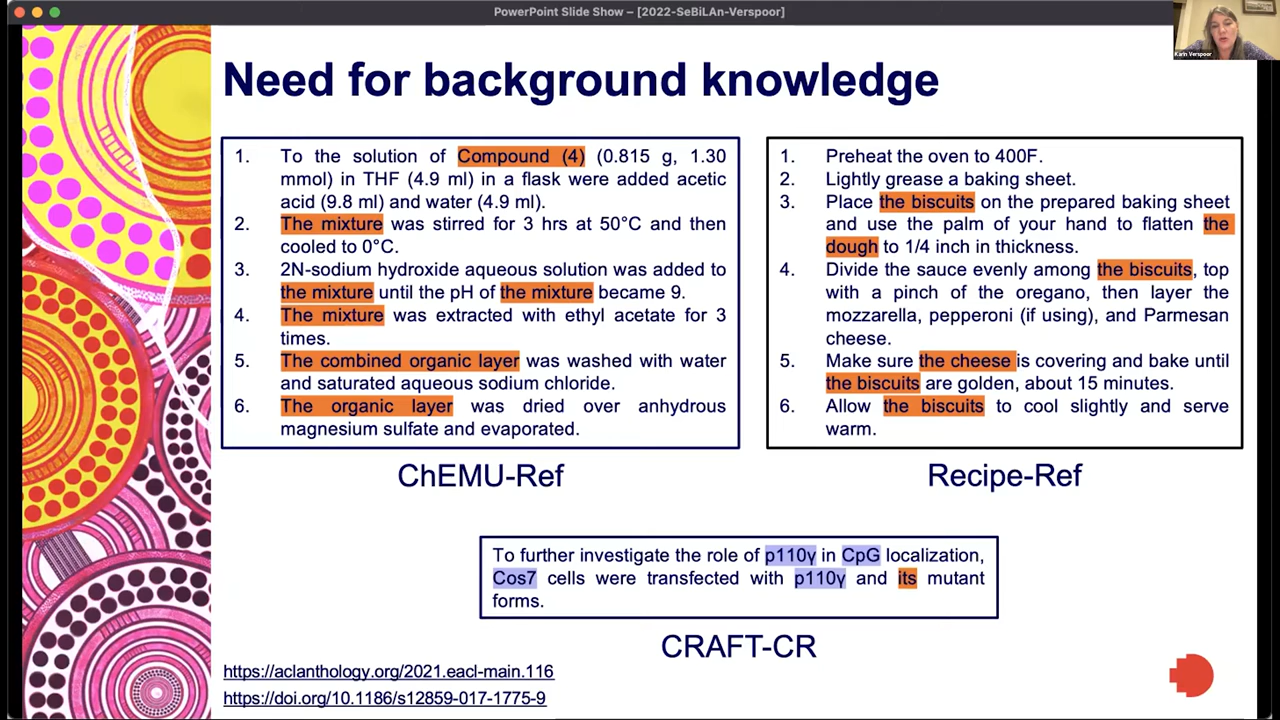 PowerPoint Slide Show – [2022-SeBiLAn-Verspoor]
Karin Verspoor
Need for background knowledge
1. To the solution of Compound (4) (0.815 g, 1.30
mmol) in THF (4.9 ml) in a flask were added acetic
acid (9.8 ml) and water (4.9 ml).
2. The mixture was stirred for 3 hrs at 50°C and then
cooled to 0°C.
3. 2N-sodium hydroxide aqueous solution was added to
the mixture until the pH of the mixture became 9.
4. The mixture was extracted with ethyl acetate for 3
times.
5. The combined organic layer was washed with water
and saturated aqueous sodium chloride.
6. The organic layer was dried over anhydrous
magnesium sulfate and evaporated.
ChEMU-Ref
1. Preheat the oven to 400F.
2. Lightly grease a baking sheet.
3. Place the biscuits on the prepared baking sheet
and use the palm of your hand to flatten the
dough to 1/4 inch in thickness.
4. Divide the sauce evenly among the biscuits, top
with a pinch of the oregano, then layer the
mozzarella, pepperoni (if using), and Parmesan
cheese.
5. Make sure the cheese is covering and bake until
the biscuits are golden, about 15 minutes.
6. Allow the biscuits to cool slightly and serve
warm.
Recipe-Ref
To further investigate the role of p110γ in CpG localization,
Cos7 cells were transfected with p110γ and its mutant
forms.
CRAFT-CR
https://aclanthology.org/2021.eacl-main.116
https://doi.org/10.1186/s12859-017-1775-9